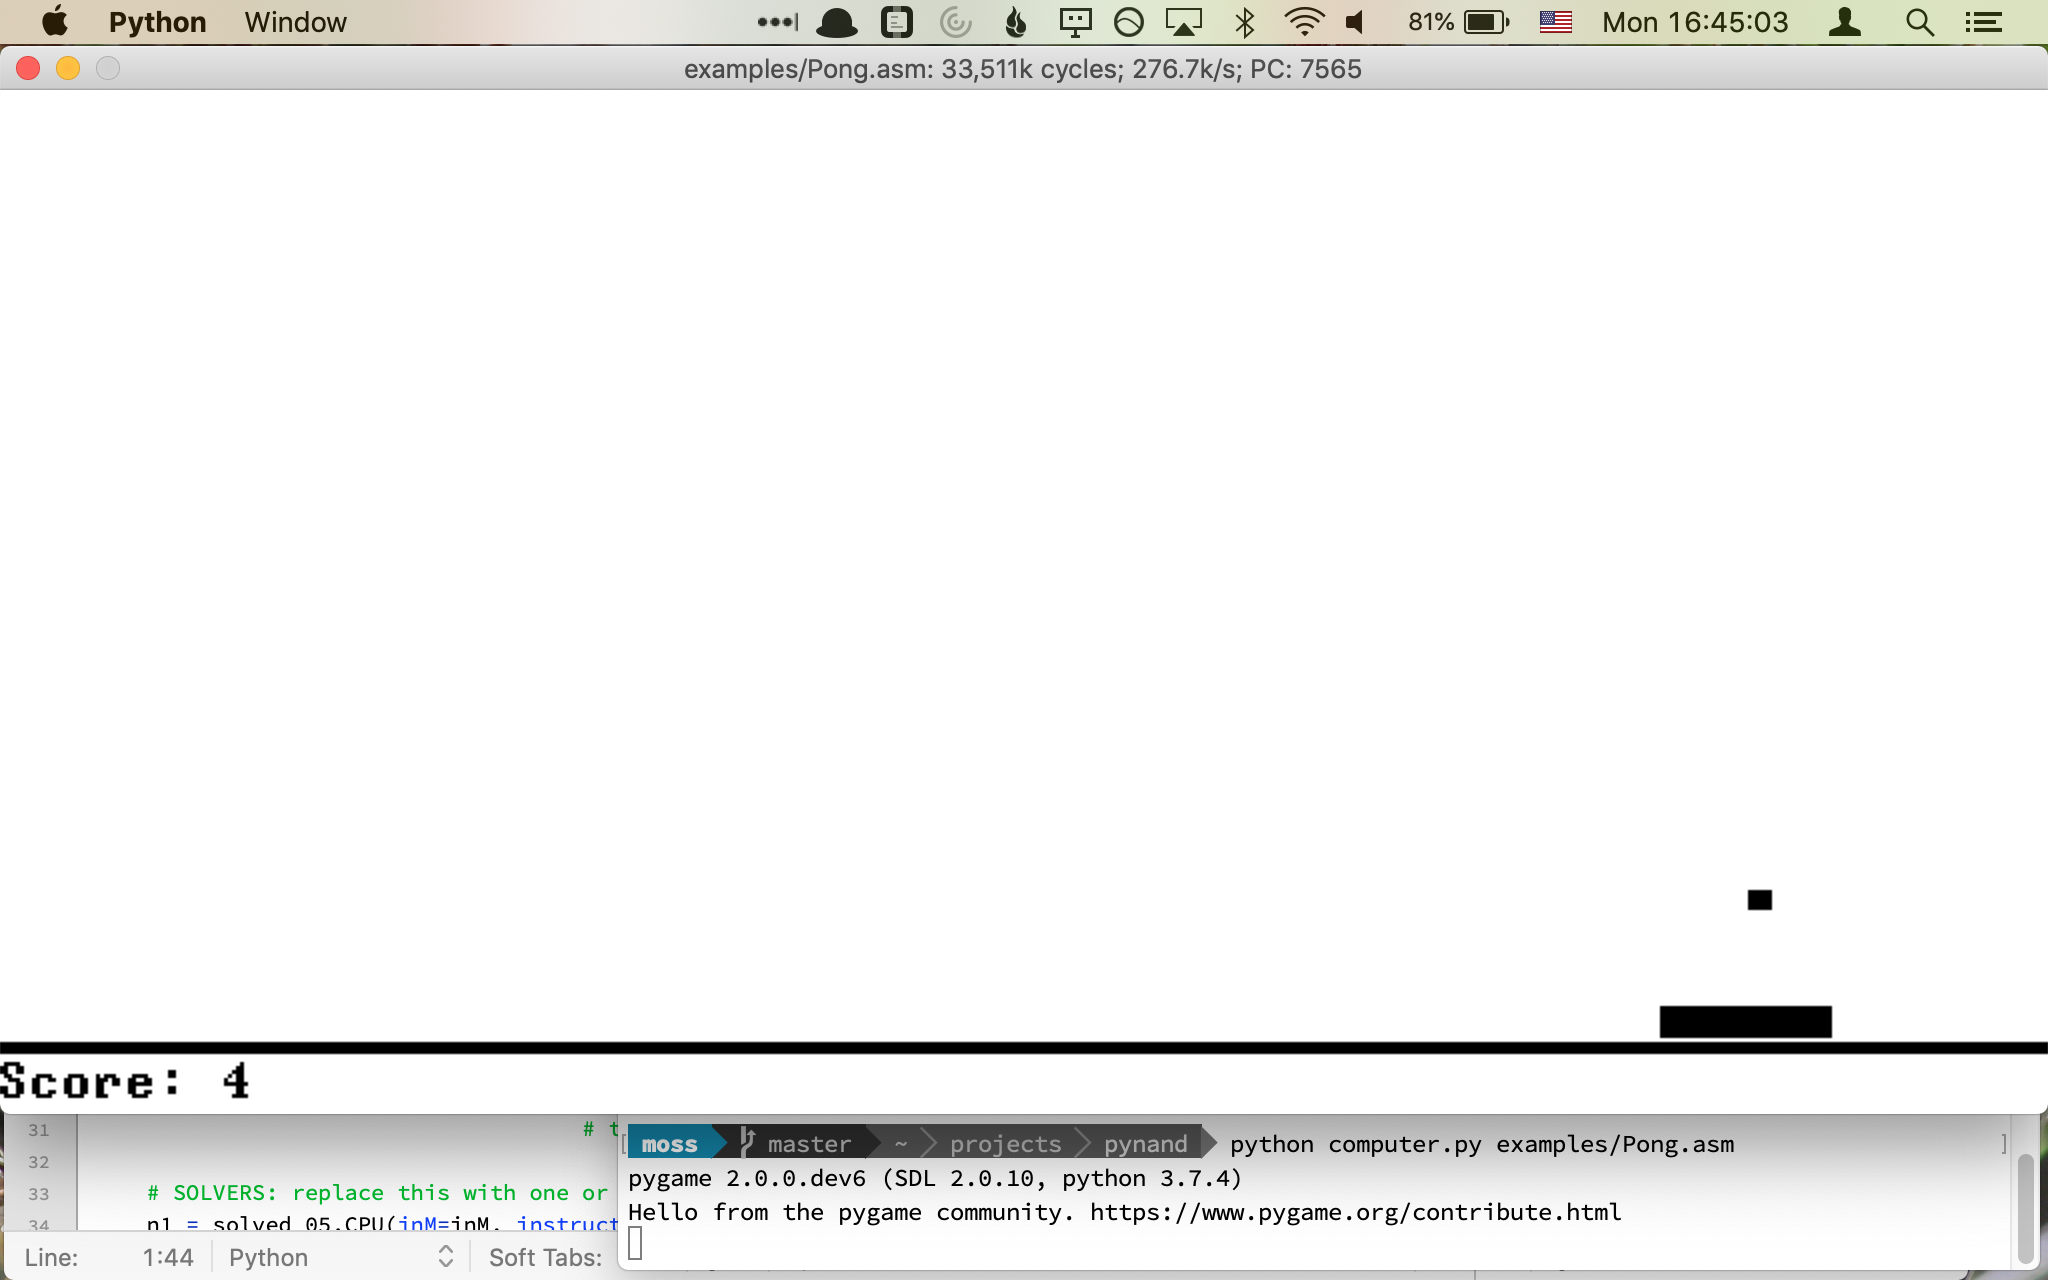 Python Window 81% Mon 16:45:03
examples/Pong.asm: 33,511k cycles; 276.7k/s; PC: 7565
Score: 4
31 # t
32
33 # SOLVERS: replace this with one or
34 n1 = solved_05.CPU(inM=inM, instruct
Line: 1:44 Python Soft Tabs:
moss master ~ projects pynand python computer.py examples/Pong.asm
pygame 2.0.0.dev6 (SDL 2.0.10, python 3.7.4)
Hello from the pygame community. https://www.pygame.org/contribute.html